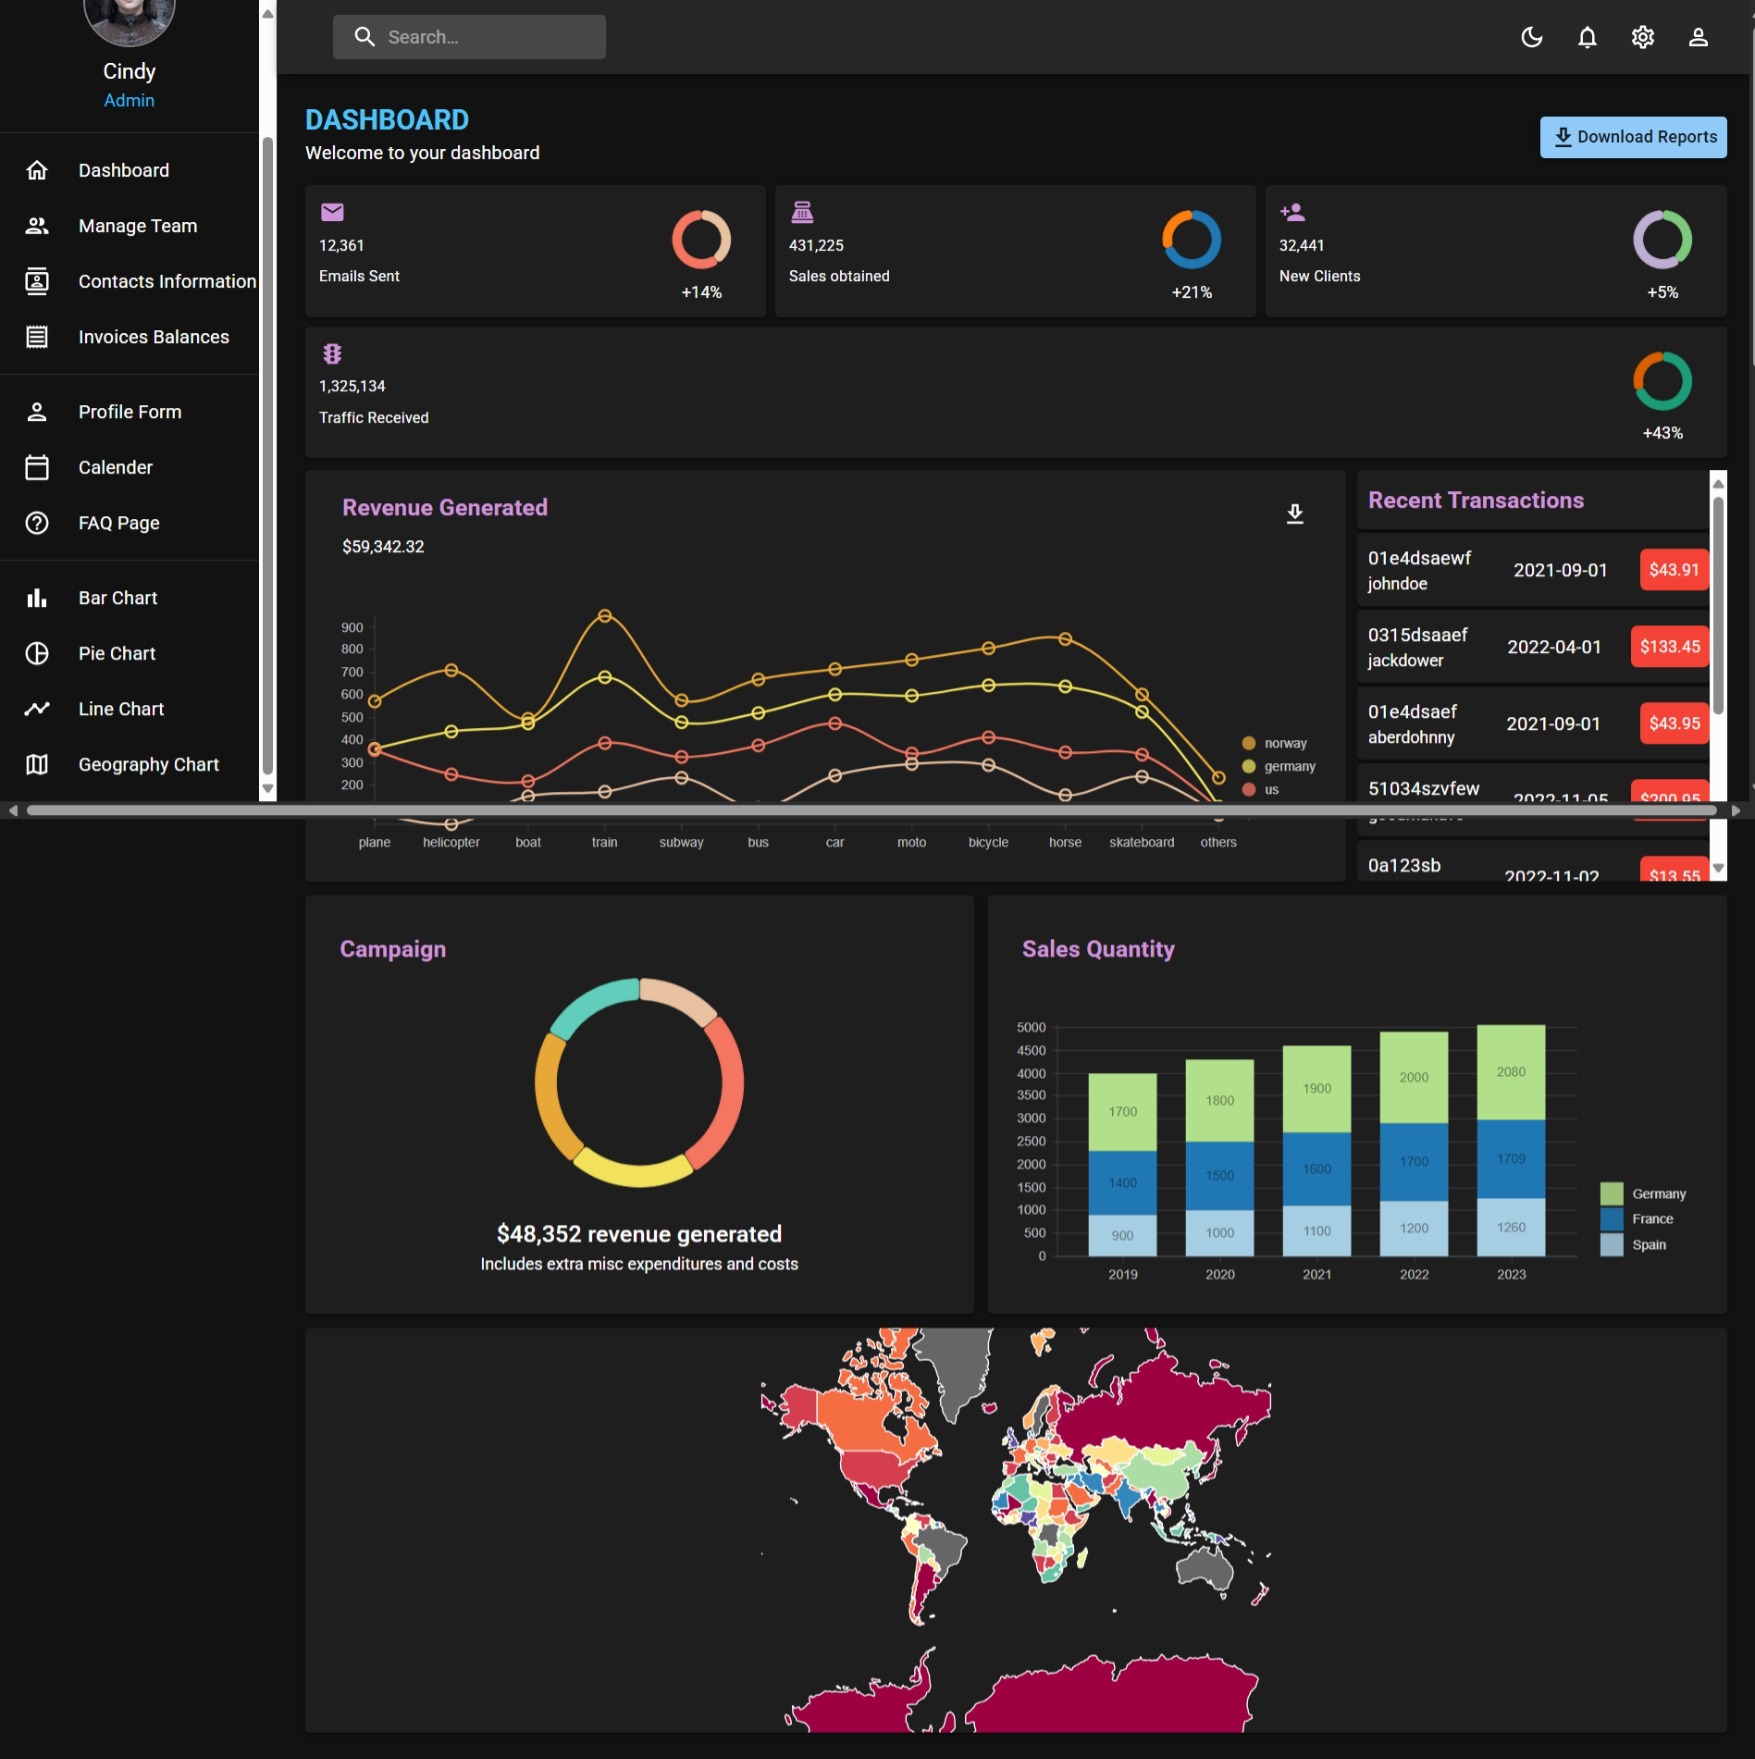 Search...
Cindy
Admin
Dashboard
Manage Team
Contacts Information
Invoices Balances
Profile Form
Calender
FAQ Page
Bar Chart
Pie Chart
Line Chart
Geography Chart
DASHBOARD
Welcome to your dashboard
Download Reports
12,361
Emails Sent
+14%
431,225
Sales obtained
+21%
32,441
New Clients
+5%
1,325,134
Traffic Received
+43%
Revenue Generated
$59,342.32
900
800
700
600
500
400
300
200
norway
germany
us
plane helicopter boat train subway bus car moto bicycle horse skateboard others
Recent Transactions
01e4dsaewf
johndoe
2021-09-01
$43.91
0315dsaaef
jackdower
2022-04-01
$133.45
01e4dsaef
aberdohnny
2021-09-01
$43.95
51034szvfew
2022-11-05
$200.95
0a123sb
2022-11-02
$13.55
Campaign
$48,352 revenue generated
Includes extra misc expenditures and costs
Sales Quantity
5000
4500
4000
3500
3000
2500
2000
1500
1000
500
0
1700 1800 1900 2000 2080
1400 1500 1600 1700 1709
900 1000 1100 1200 1260
2019 2020 2021 2022 2023
Germany
France
Spain